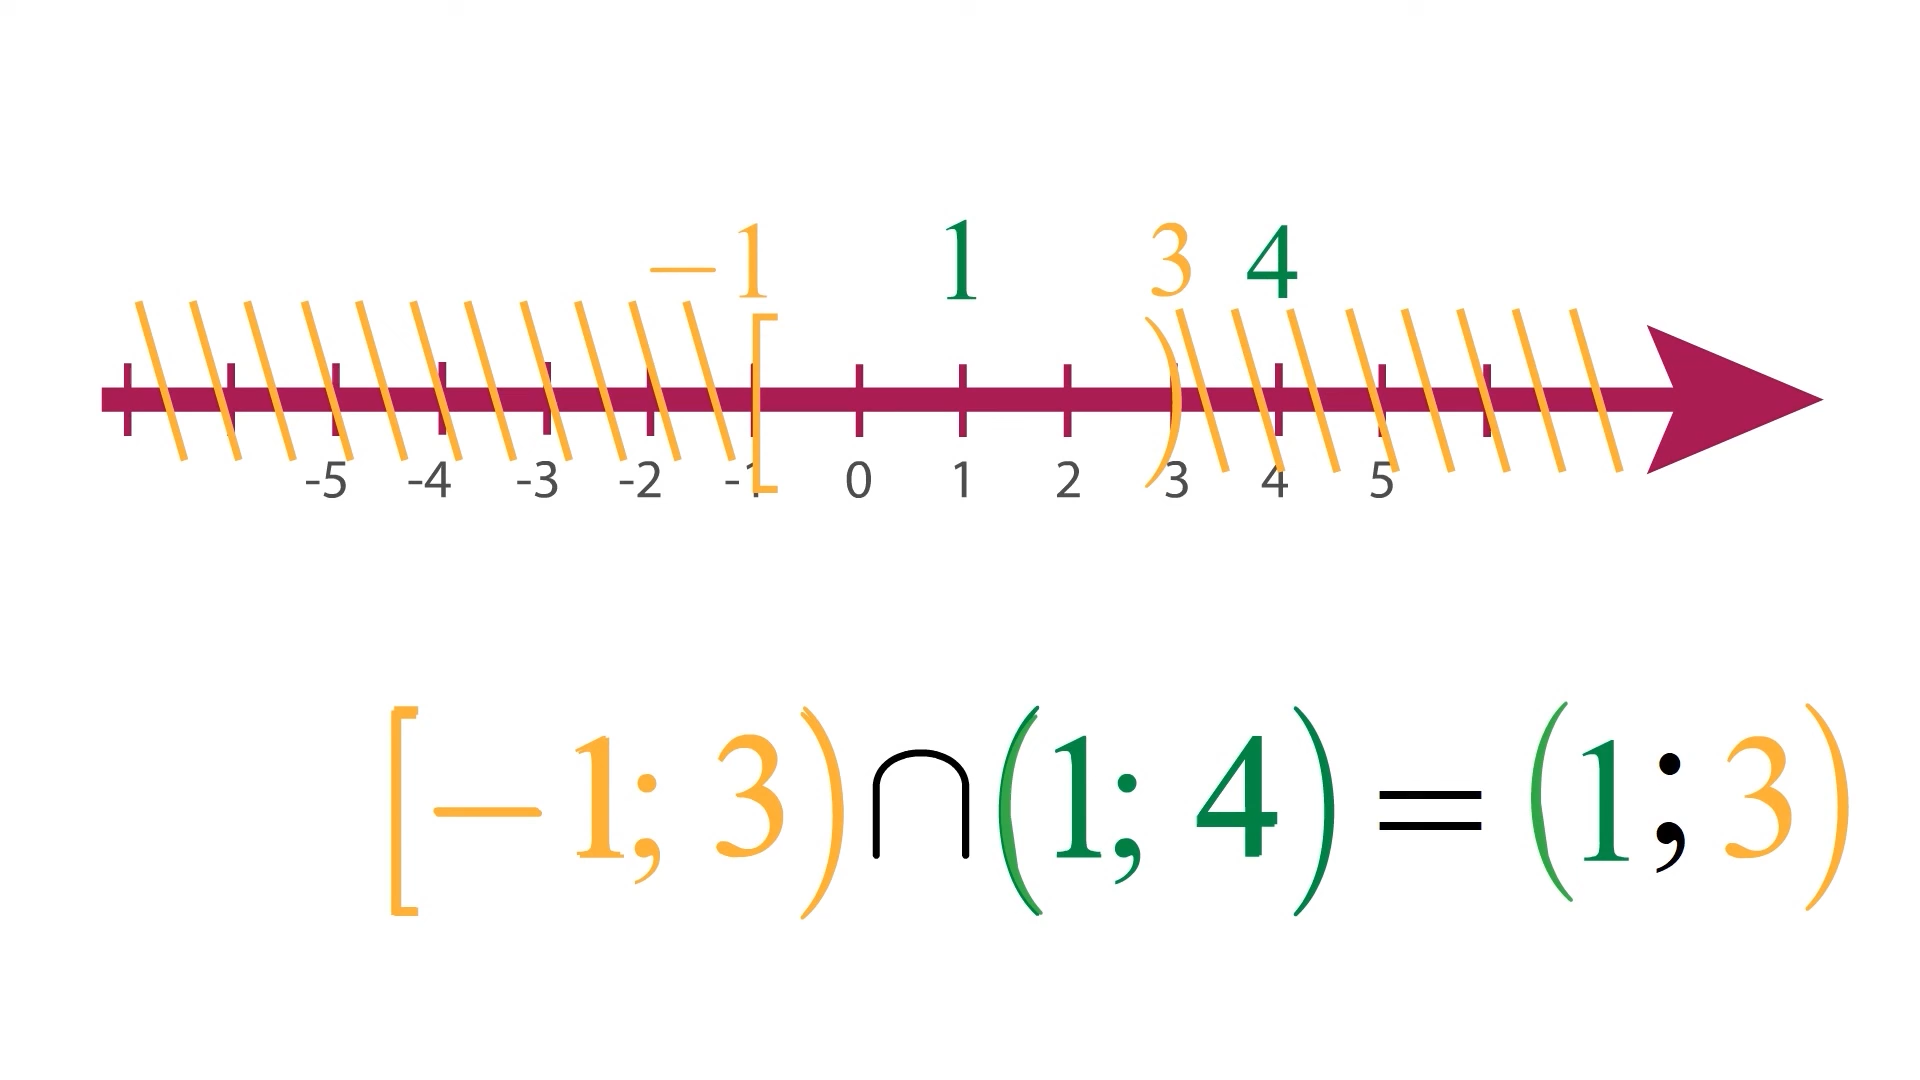 −1 1 3 4
-5 -4 -3 -2 -1 0 1 2 3 4 5
[−1; 3)∩(1; 4) = (1; 3)